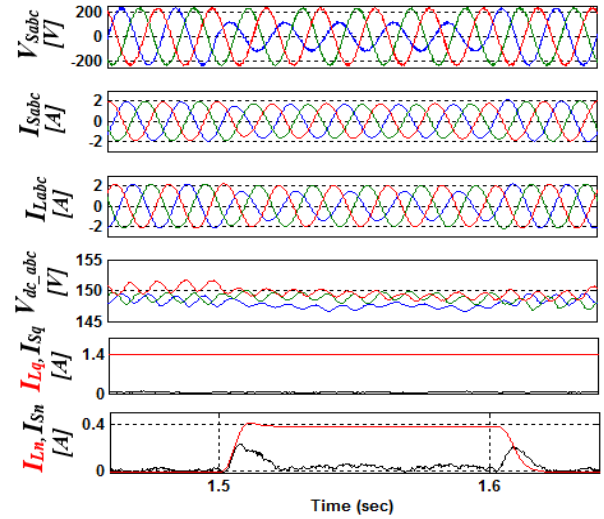 V_Sabc [V]
200
0
-200
I_Sabc [A]
2
0
-2
I_Labc [A]
2
0
-2
V_dc_abc [V]
155
150
145
I_Lq, I_Sq [A]
1.4
0
I_Ln, I_Sn [A]
0.4
0
1.5 1.6
Time (sec)